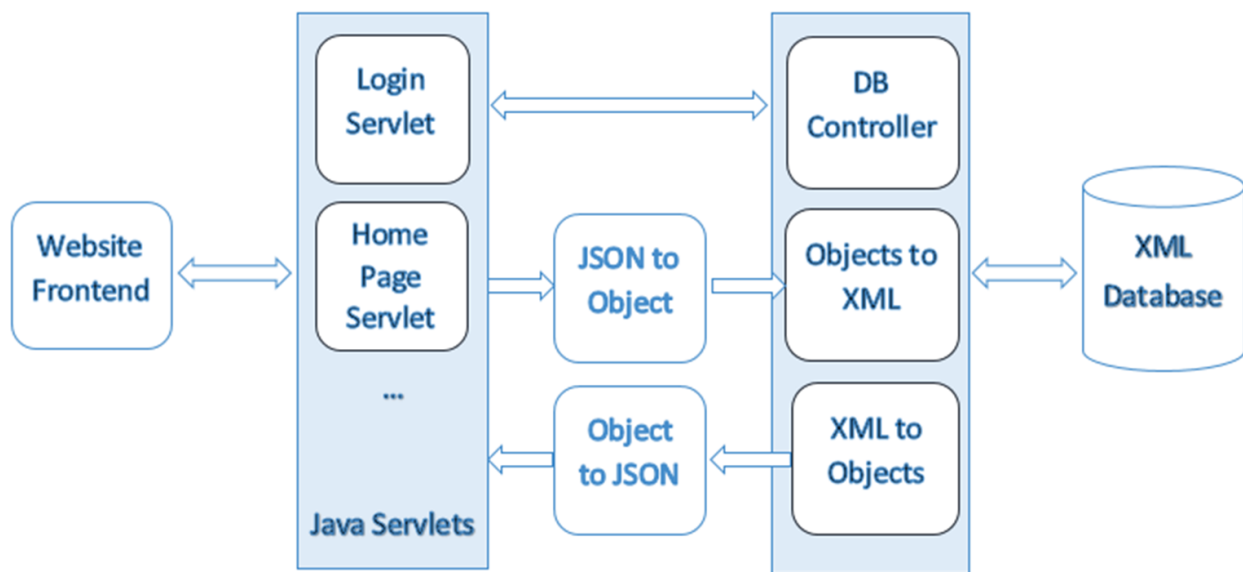 Website
Frontend
Login
Servlet
Home
Page
Servlet
...
Java Servlets
JSON to
Object
Object
to JSON
DB
Controller
Objects to
XML
XML to
Objects
XML
Database